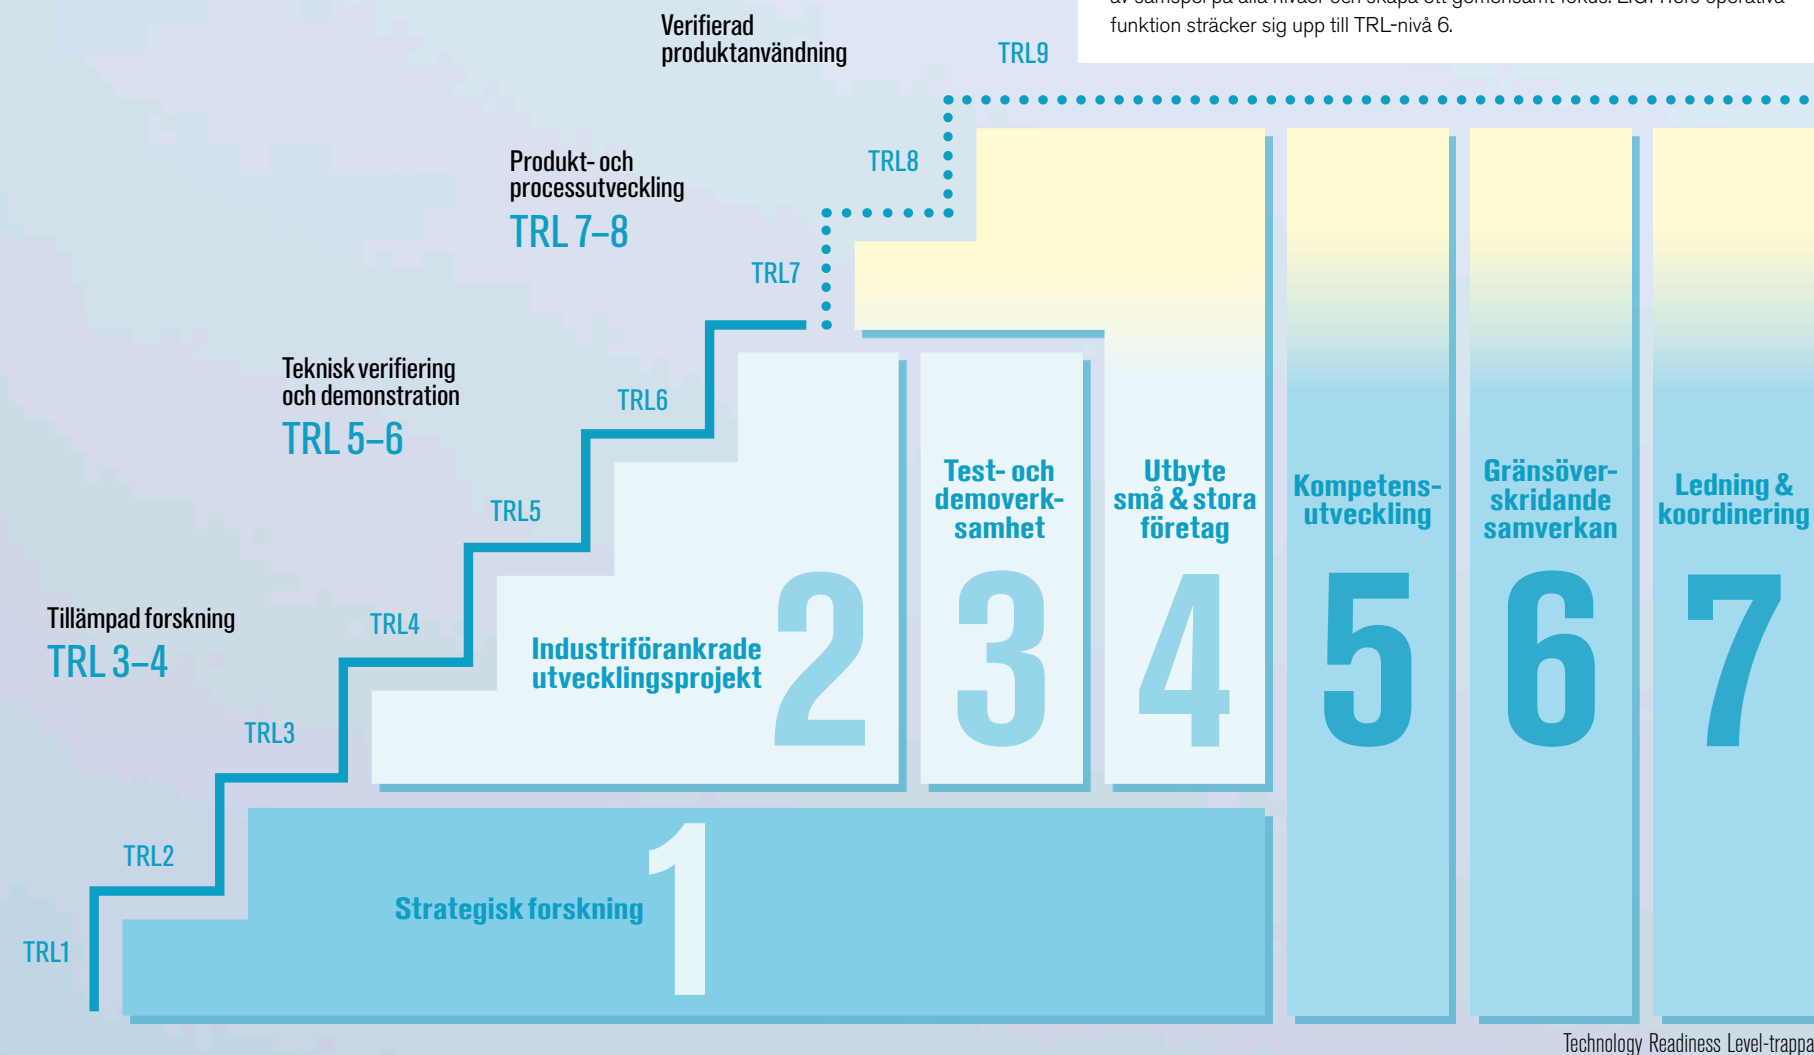 funktion sträcker sig upp till TRL-nivå 6.
Verifierad
produktanvändning
TRL9
Produkt- och
processutveckling
TRL 7–8
TRL8
TRL7
Teknisk verifiering
och demonstration
TRL 5–6
TRL6
TRL5
Tillämpad forskning
TRL 3–4
TRL4
TRL3
TRL2
TRL1
Strategisk forskning
1
Industriförankrade
utvecklingsprojekt
2
Test- och
demoverk-
samhet
3
Utbyte
små & stora
företag
4
Kompetens-
utveckling
5
Gränsöver-
skridande
samverkan
6
Ledning &
koordinering
7
Technology Readiness Level-trappa